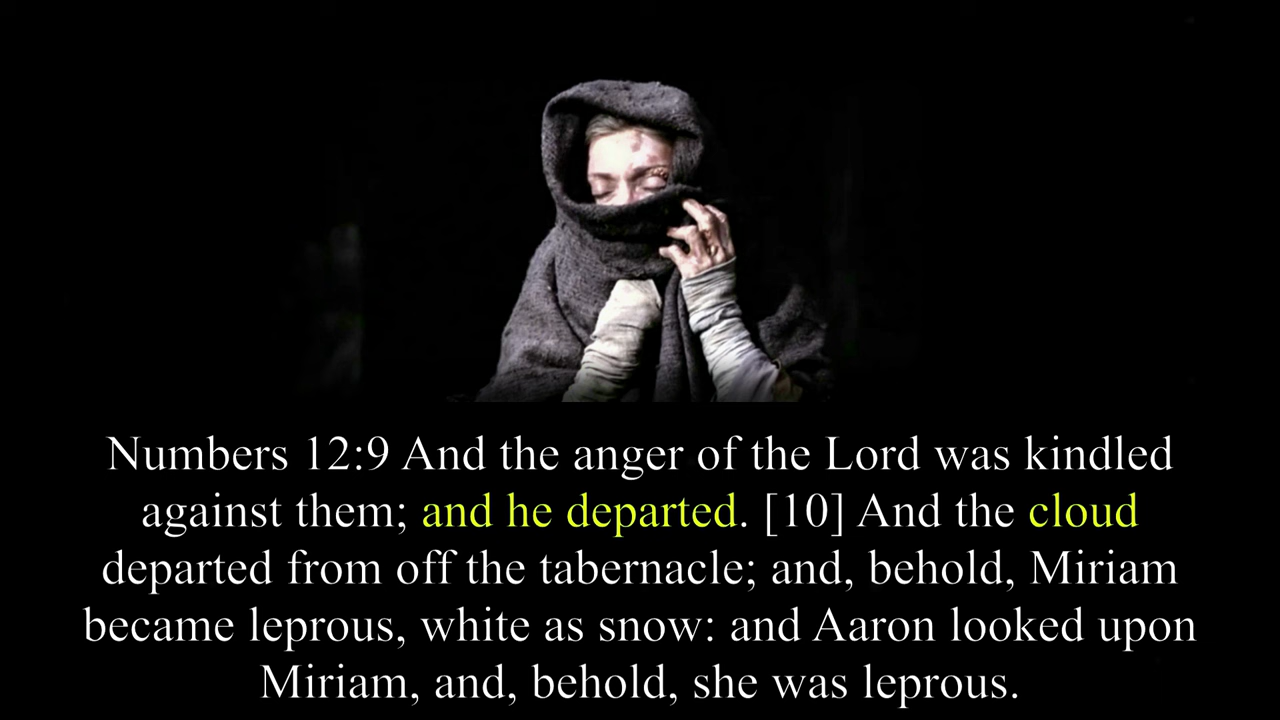 Numbers 12:9 And the anger of the Lord was kindled
against them; and he departed. [10] And the cloud
departed from off the tabernacle; and, behold, Miriam
became leprous, white as snow: and Aaron looked upon
Miriam, and, behold, she was leprous.